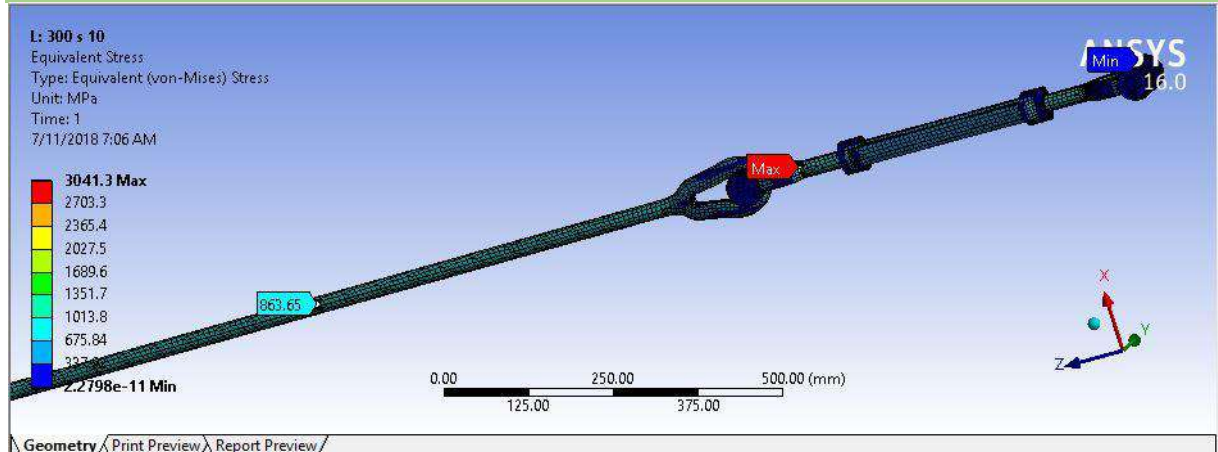 L: 300 s 10
Equivalent Stress
Type: Equivalent (von-Mises) Stress
Unit: MPa
Time: 1
7/11/2018 7:06 AM
3041.3 Max
2703.3
2365.4
2027.5
1689.6
1351.7
1013.8
675.84
2.2798e-11 Min
863.65
Max
Min
ANSYS
16.0
0.00
250.00
500.00 (mm)
125.00
375.00
X
Y
Z
Geometry
Print Preview
Report Preview